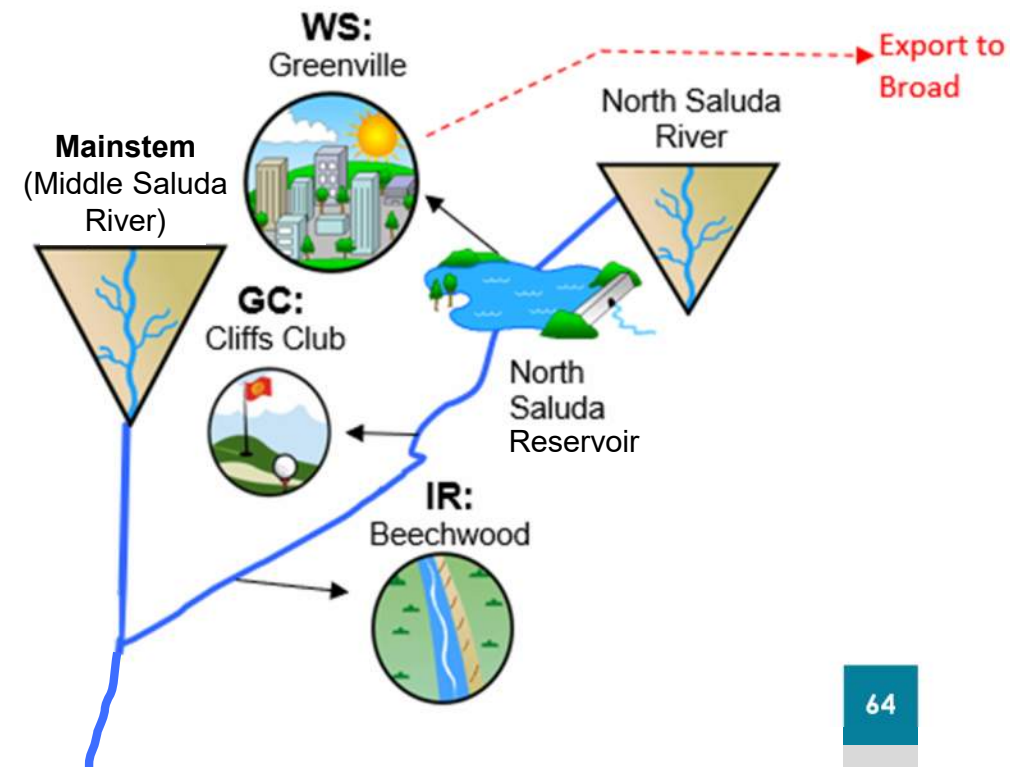 WS:
Greenville
Export to
Broad
North Saluda
River
Mainstem
(Middle Saluda
River)
GC:
Cliffs Club
North
Saluda
Reservoir
IR:
Beechwood
64